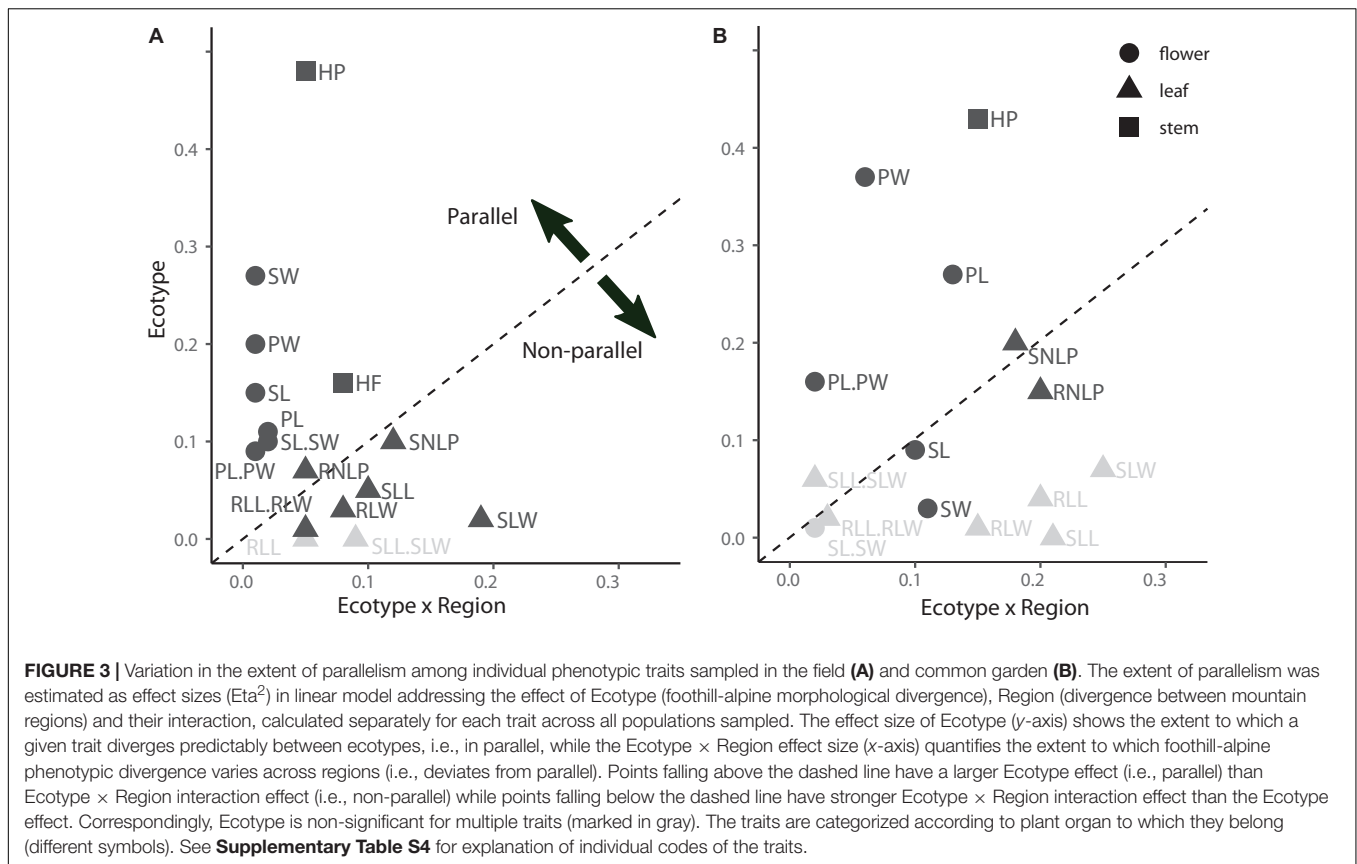 A
B
flower
leaf
stem
HP
HP
0.4
0.4
PW
Parallel
0.3
0.3
SW
PL
Ecotype
Non-parallel
PW
0.2
0.2
SNLP
HF
PL.PW
SL
RNLP
PL
SL.SW
SNLP
0.1
0.1
SL
PL.PW
RNLP
SLL.SLW
SLW
SLL
RLL.RLW
RLW
RLL
SLW
SW
RLL.RLW
RLW
SLL
0.0
0.0
RLL
SLL.SLW
SL.SW
0.0
0.1
0.2
0.3
0.0
0.1
0.2
0.3
Ecotype x Region
Ecotype x Region
FIGURE 3 | Variation in the extent of parallelism among individual phenotypic traits sampled in the field (A) and common garden (B). The extent of parallelism was
estimated as effect sizes (Eta²) in linear model addressing the effect of Ecotype (foothill-alpine morphological divergence), Region (divergence between mountain
regions) and their interaction, calculated separately for each trait across all populations sampled. The effect size of Ecotype (y-axis) shows the extent to which a
given trait diverges predictably between ecotypes, i.e., in parallel, while the Ecotype × Region effect size (x-axis) quantifies the extent to which foothill-alpine
phenotypic divergence varies across regions (i.e., deviates from parallel). Points falling above the dashed line have a larger Ecotype effect (i.e., parallel) than
Ecotype × Region interaction effect (i.e., non-parallel) while points falling below the dashed line have stronger Ecotype × Region interaction effect than the Ecotype
effect. Correspondingly, Ecotype is non-significant for multiple traits (marked in gray). The traits are categorized according to plant organ to which they belong
(different symbols). See Supplementary Table S4 for explanation of individual codes of the traits.